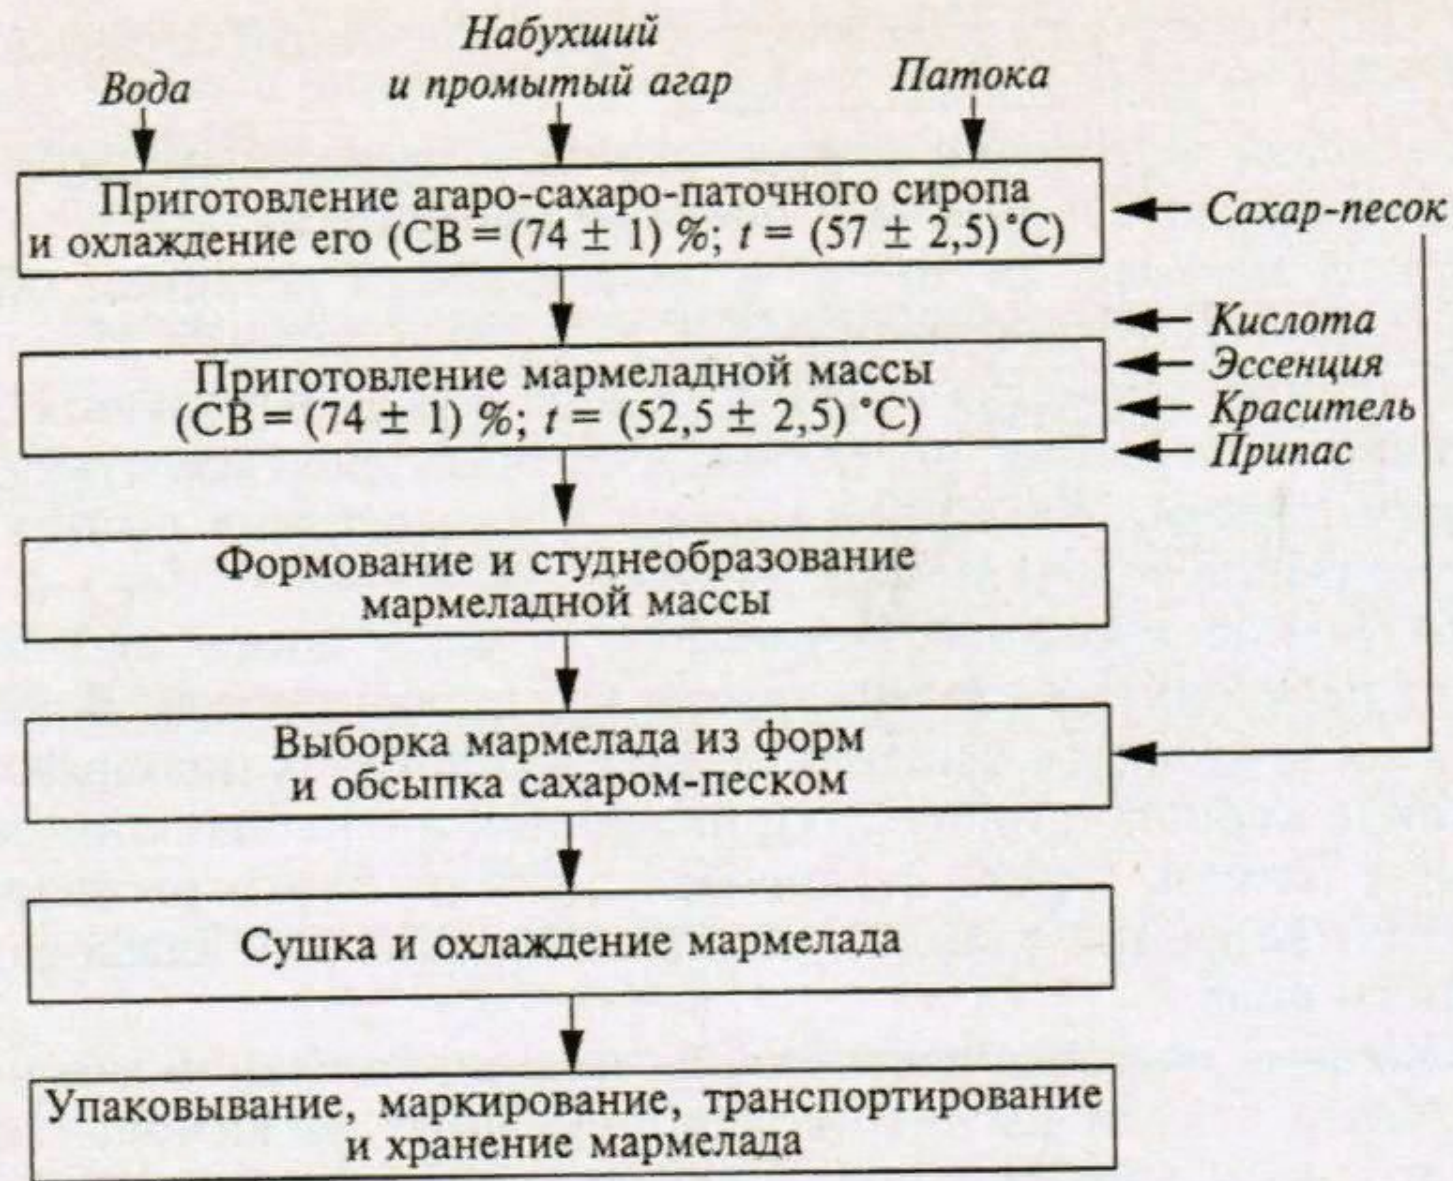 Вода
Набухший
и промытый агар
Патока
Приготовление агаро-сахаро-паточного сиропа
и охлаждение его (СВ = (74 ± 1) %; t = (57 ± 2,5) °С)
Сахар-песок
Кислота
Эссенция
Краситель
Припас
Приготовление мармеладной массы
(СВ = (74 ± 1) %; t = (52,5 ± 2,5) °С)
Формование и студнеобразование
мармеладной массы
Выборка мармелада из форм
и обсыпка сахаром-песком
Сушка и охлаждение мармелада
Упаковывание, маркирование, транспортирование
и хранение мармелада